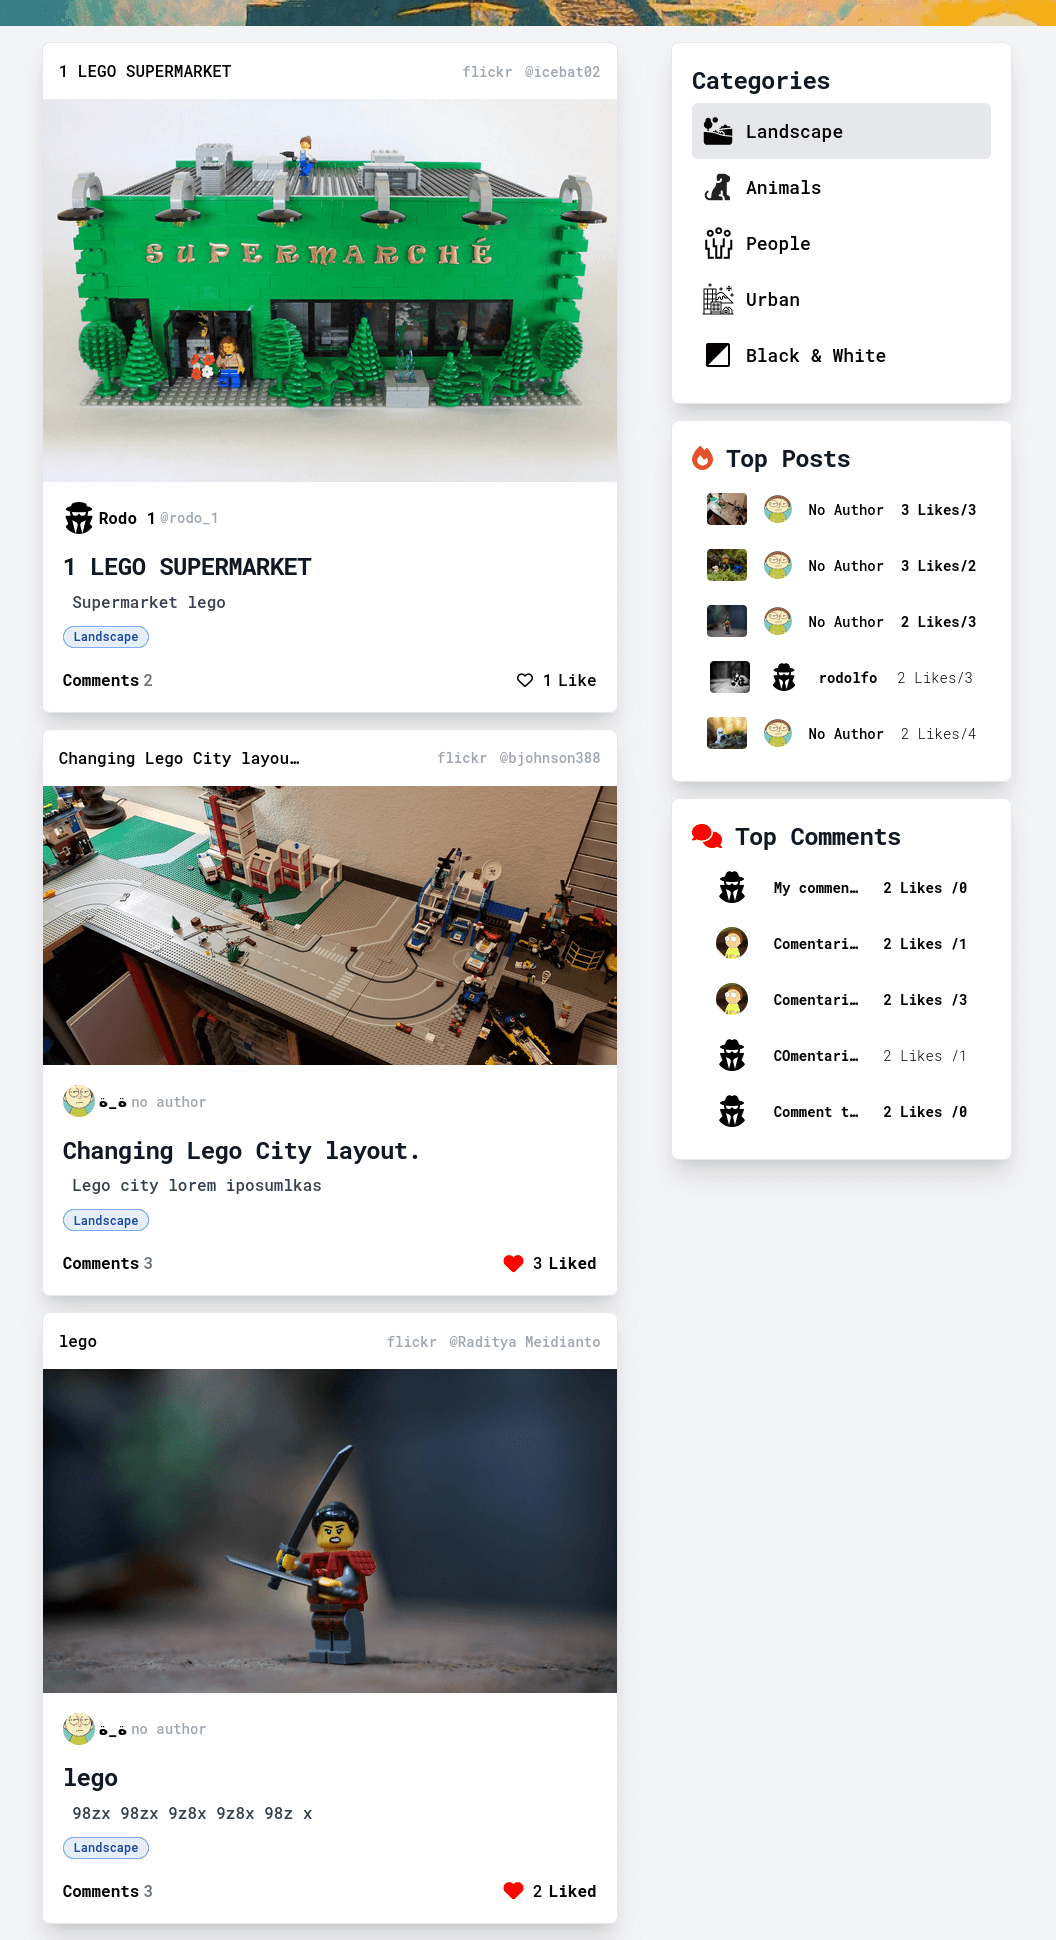 1 LEGO SUPERMARKET
flickr @icebat02
SUPERMARCHÉ
Rodo 1 @rodo_1
1 LEGO SUPERMARKET
Supermarket lego
Landscape
Comments 2
1 Like
Changing Lego City layou…
flickr @bjohnson388
ة_ة no author
Changing Lego City layout.
Lego city lorem iposumlkas
Landscape
Comments 3
3 Liked
lego
flickr @Raditya Meidianto
ة_ة no author
lego
98zx 98zx 9z8x 9z8x 98z x
Landscape
Comments 3
2 Liked
Categories
Landscape
Animals
People
Urban
Black & White
Top Posts
No Author 3 Likes/3
No Author 3 Likes/2
No Author 2 Likes/3
rodolfo 2 Likes/3
No Author 2 Likes/4
Top Comments
My commen… 2 Likes /0
Comentari… 2 Likes /1
Comentari… 2 Likes /3
COmentari… 2 Likes /1
Comment t… 2 Likes /0